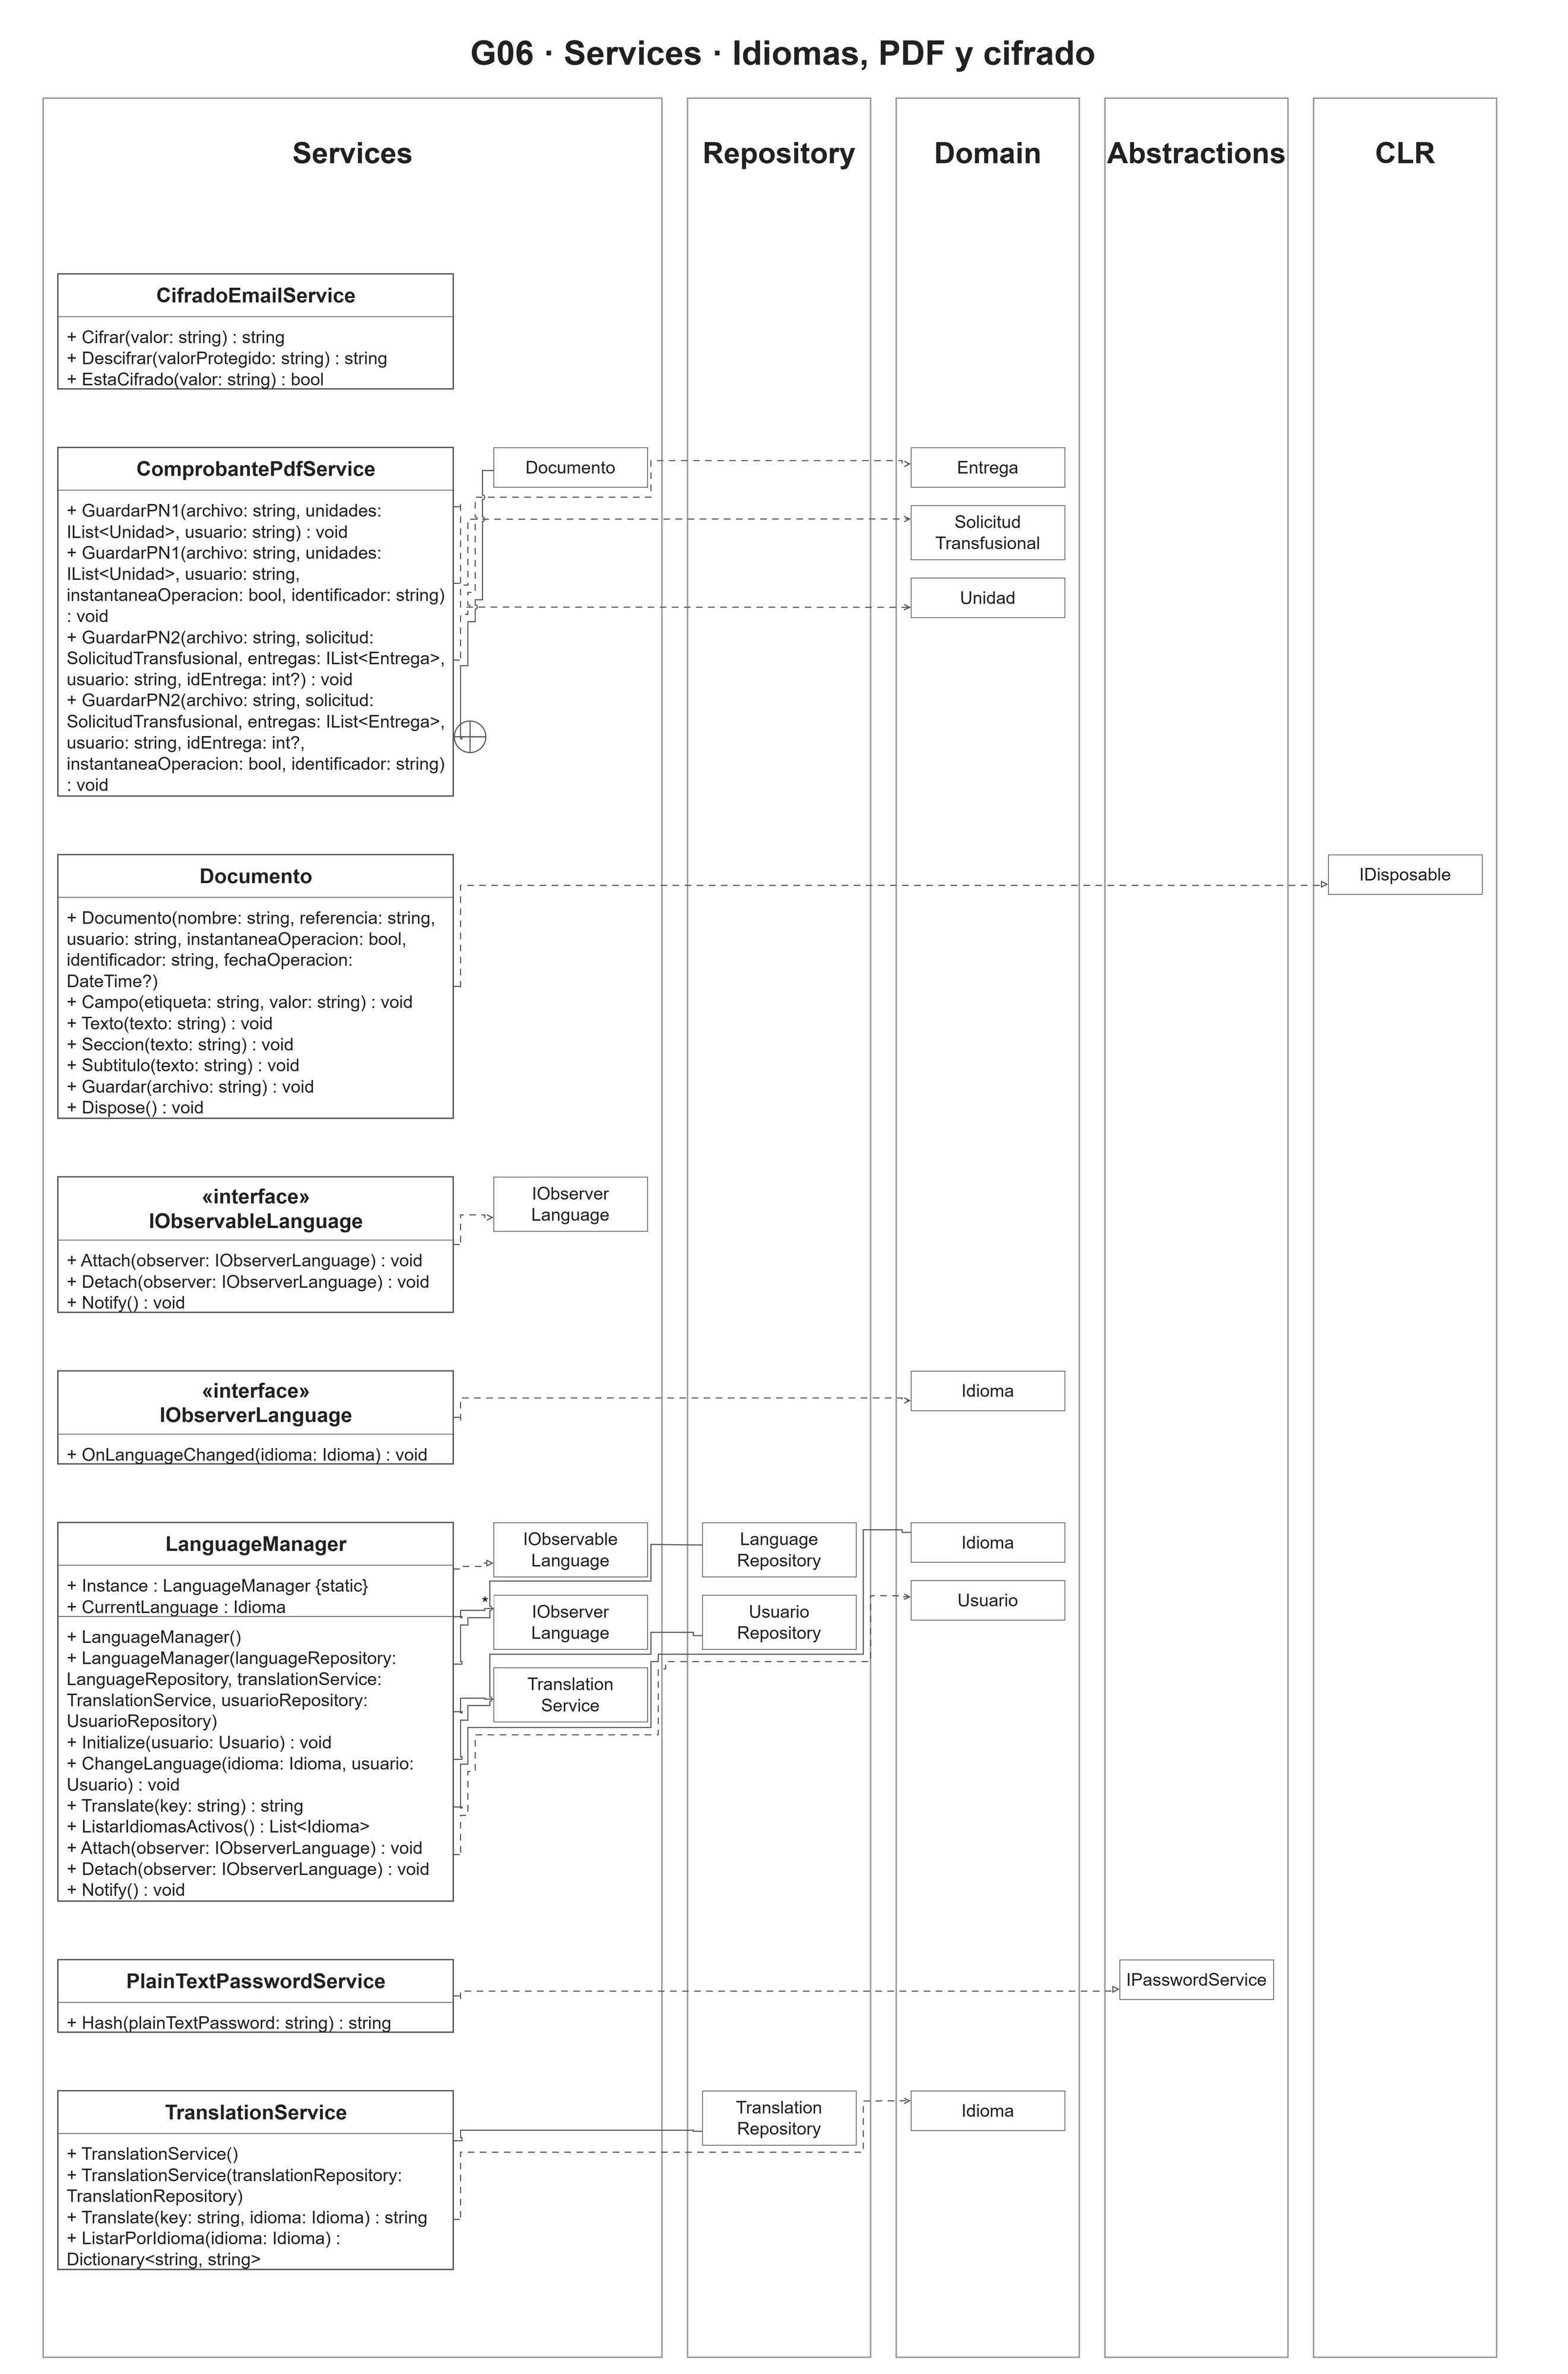 G06 · Services · Idiomas, PDF y cifrado
Services
Repository
Domain
Abstractions
CLR
CifradoEmailService
+ Cifrar(valor: string) : string
+ Descifrar(valorProtegido: string) : string
+ EstaCifrado(valor: string) : bool
ComprobantePdfService
+ GuardarPN1(archivo: string, unidades:
IList<Unidad>, usuario: string) : void
+ GuardarPN1(archivo: string, unidades:
IList<Unidad>, usuario: string,
instantaneaOperacion: bool, identificador: string)
: void
+ GuardarPN2(archivo: string, solicitud:
SolicitudTransfusional, entregas: IList<Entrega>,
usuario: string, idEntrega: int?) : void
+ GuardarPN2(archivo: string, solicitud:
SolicitudTransfusional, entregas: IList<Entrega>,
usuario: string, idEntrega: int?,
instantaneaOperacion: bool, identificador: string)
: void
Documento
Entrega
Solicitud
Transfusional
Unidad
Documento
+ Documento(nombre: string, referencia: string,
usuario: string, instantaneaOperacion: bool,
identificador: string, fechaOperacion:
DateTime?)
+ Campo(etiqueta: string, valor: string) : void
+ Texto(texto: string) : void
+ Seccion(texto: string) : void
+ Subtitulo(texto: string) : void
+ Guardar(archivo: string) : void
+ Dispose() : void
IDisposable
«interface»
IObservableLanguage
+ Attach(observer: IObserverLanguage) : void
+ Detach(observer: IObserverLanguage) : void
+ Notify() : void
IObserver
Language
«interface»
IObserverLanguage
+ OnLanguageChanged(idioma: Idioma) : void
Idioma
LanguageManager
+ Instance : LanguageManager {static}
+ CurrentLanguage : Idioma
+ LanguageManager()
+ LanguageManager(languageRepository:
LanguageRepository, translationService:
TranslationService, usuarioRepository:
UsuarioRepository)
+ Initialize(usuario: Usuario) : void
+ ChangeLanguage(idioma: Idioma, usuario:
Usuario) : void
+ Translate(key: string) : string
+ ListarIdiomasActivos() : List<Idioma>
+ Attach(observer: IObserverLanguage) : void
+ Detach(observer: IObserverLanguage) : void
+ Notify() : void
IObservable
Language
*
IObserver
Language
Translation
Service
Language
Repository
Usuario
Repository
Idioma
Usuario
PlainTextPasswordService
+ Hash(plainTextPassword: string) : string
IPasswordService
TranslationService
+ TranslationService()
+ TranslationService(translationRepository:
TranslationRepository)
+ Translate(key: string, idioma: Idioma) : string
+ ListarPorIdioma(idioma: Idioma) :
Dictionary<string, string>
Translation
Repository
Idioma